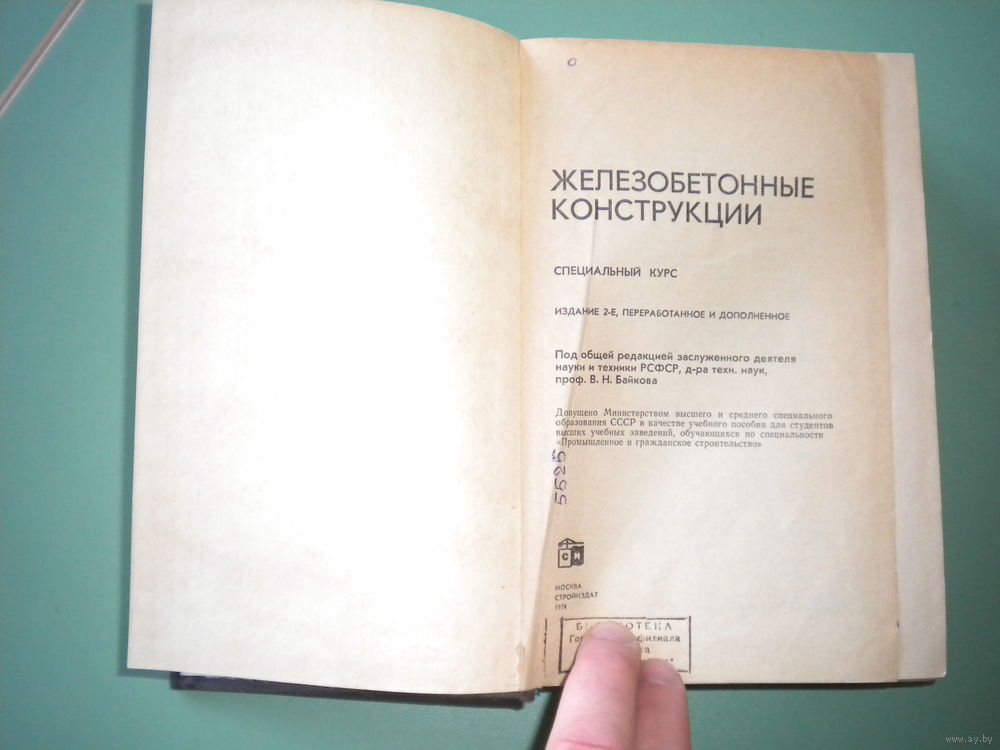 ЖЕЛЕЗОБЕТОННЫЕ
КОНСТРУКЦИИ
СПЕЦИАЛЬНЫЙ КУРС
ИЗДАНИЕ 2-Е, ПЕРЕРАБОТАННОЕ И ДОПОЛНЕННОЕ
Под общей редакцией заслуженного деятеля
науки и техники РСФСР, д-ра техн. наук,
проф. В. Н. Байкова
Допущено Министерством высшего и среднего специального
образования СССР в качестве учебного пособия для студентов
высших учебных заведений, обучающихся по специальности
«Промышленное и гражданское строительство»
5525
С И
МОСКВА
СТРОЙИЗДАТ
1974
филиала
www.ay.by